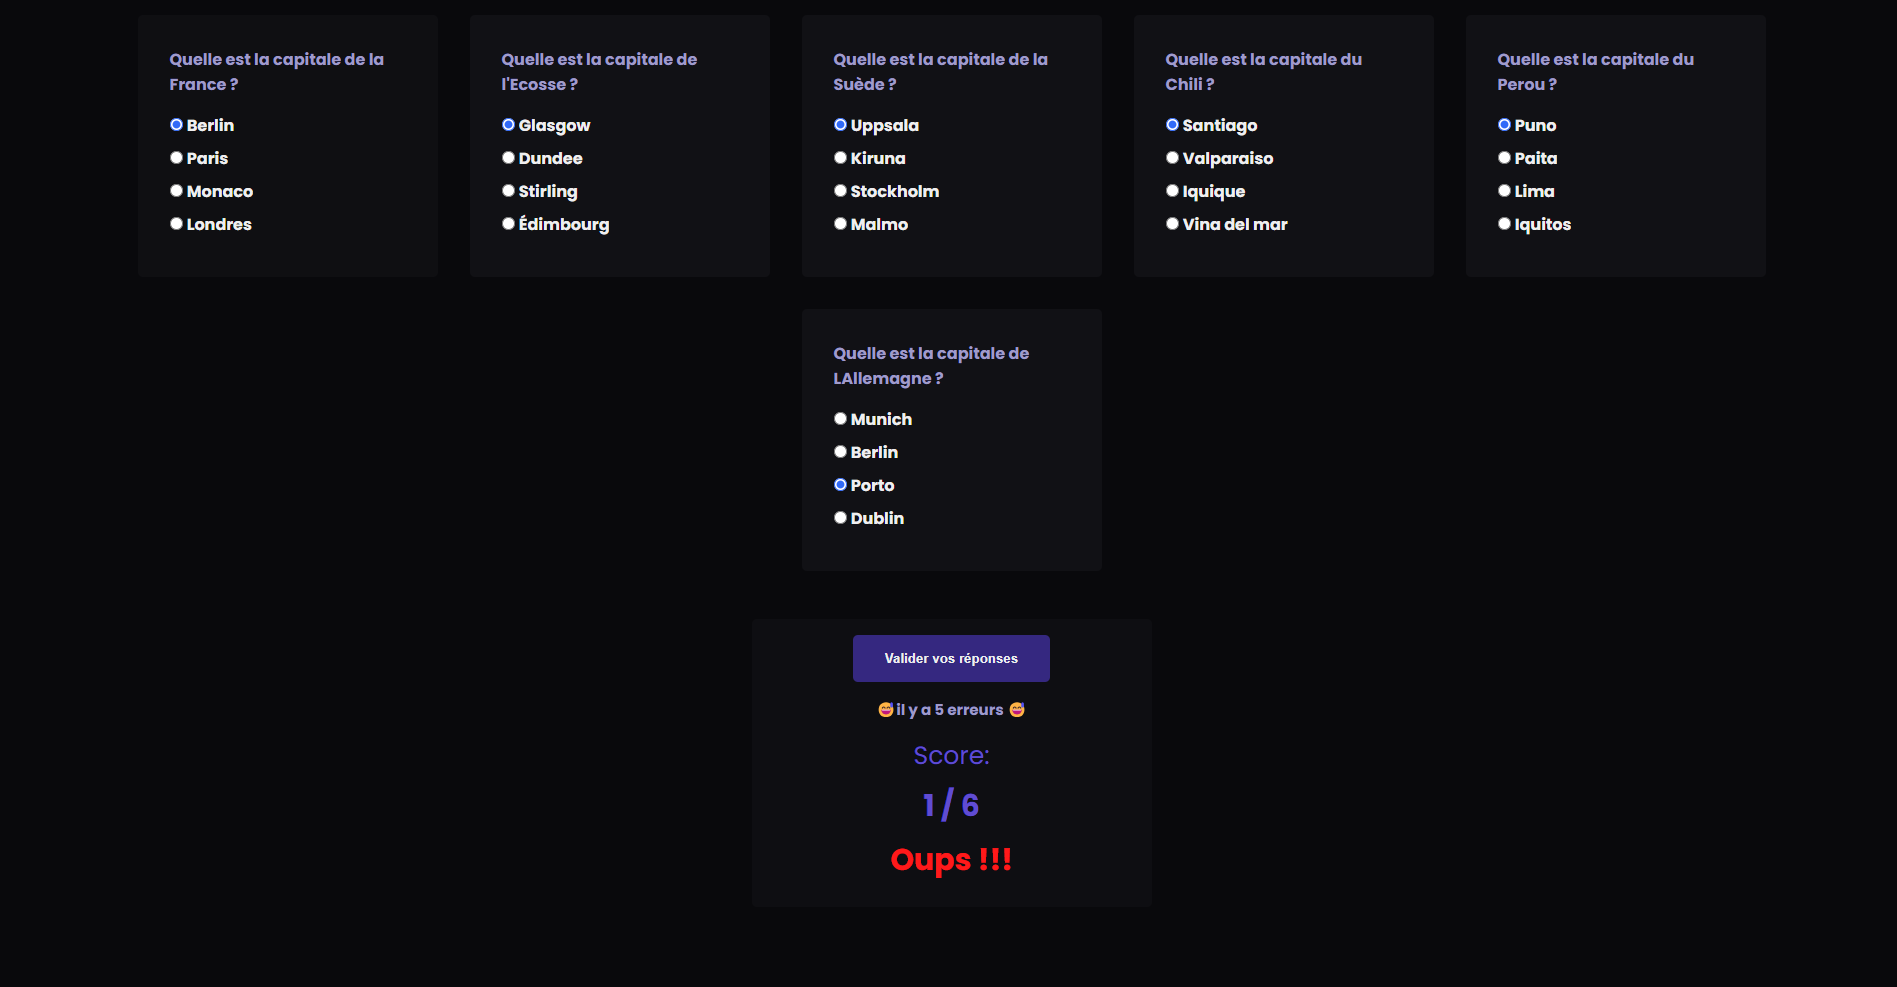 Quelle est la capitale de la
France ?
Berlin
Paris
Monaco
Londres
Quelle est la capitale de
l'Ecosse ?
Glasgow
Dundee
Stirling
Édimbourg
Quelle est la capitale de la
Suède ?
Uppsala
Kiruna
Stockholm
Malmo
Quelle est la capitale du
Chili ?
Santiago
Valparaiso
Iquique
Vina del mar
Quelle est la capitale du
Perou ?
Puno
Paita
Lima
Iquitos
Quelle est la capitale de
LAllemagne ?
Munich
Berlin
Porto
Dublin
Valider vos réponses
😅 il y a 5 erreurs 😅
Score:
1 / 6
Oups !!!